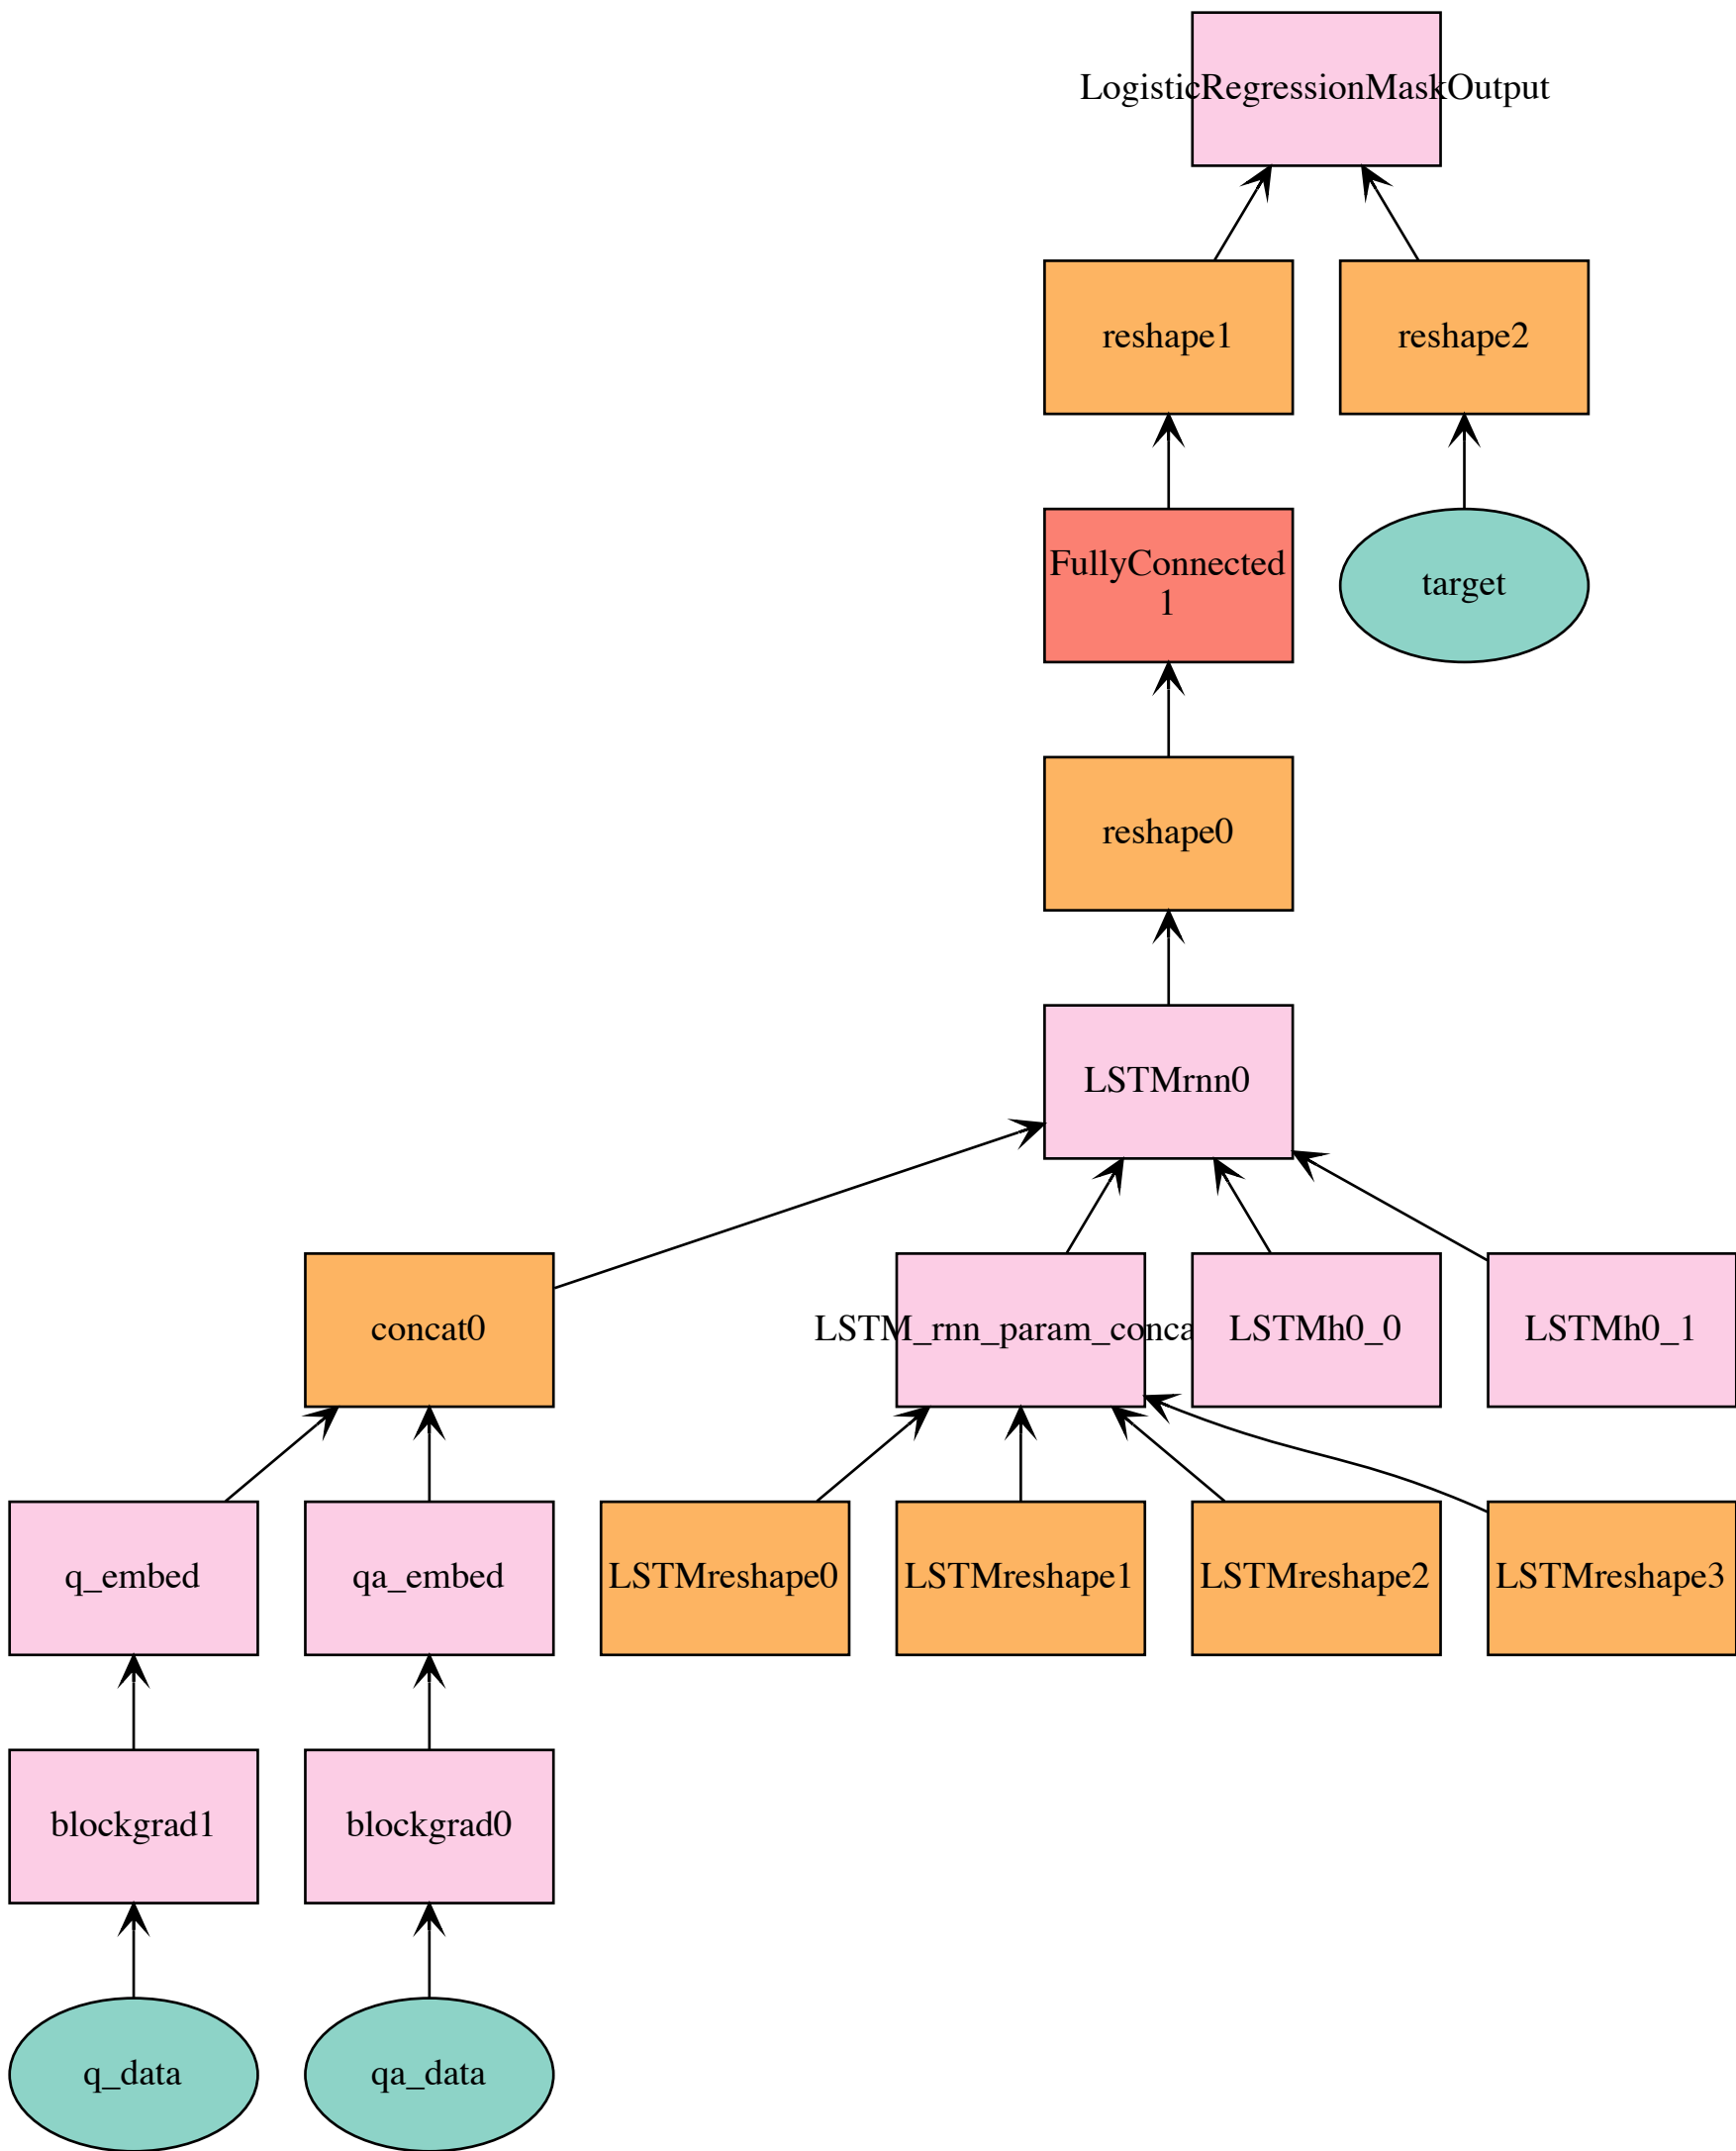 LogisticRegressionMaskOutput
reshape1
reshape2
FullyConnected
1
target
reshape0
LSTMrnn0
concat0
LSTM_rnn_param_conca
LSTMh0_0
LSTMh0_1
q_embed
qa_embed
LSTMreshape0
LSTMreshape1
LSTMreshape2
LSTMreshape3
blockgrad1
blockgrad0
q_data
qa_data